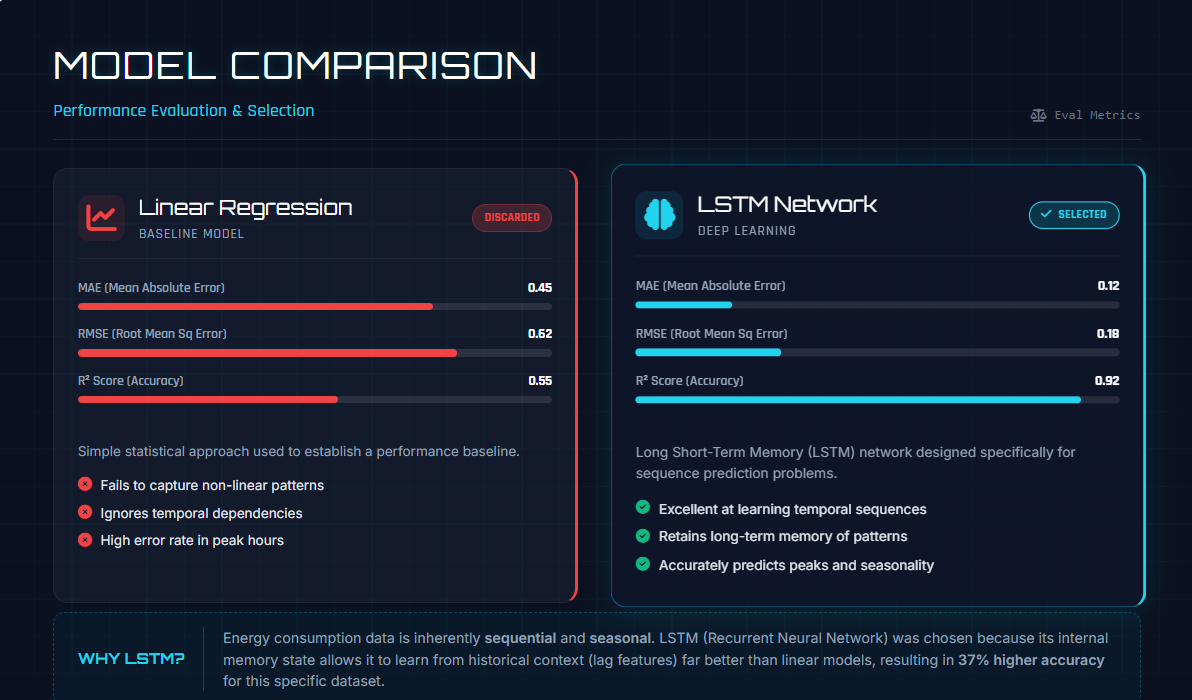 MODEL COMPARISON
Performance Evaluation & Selection
Eval Metrics
Linear Regression
BASELINE MODEL
DISCARDED
MAE (Mean Absolute Error) 0.45
RMSE (Root Mean Sq Error) 0.62
R² Score (Accuracy) 0.55
Simple statistical approach used to establish a performance baseline.
Fails to capture non-linear patterns
Ignores temporal dependencies
High error rate in peak hours
LSTM Network
DEEP LEARNING
SELECTED
MAE (Mean Absolute Error) 0.12
RMSE (Root Mean Sq Error) 0.18
R² Score (Accuracy) 0.92
Long Short-Term Memory (LSTM) network designed specifically for
sequence prediction problems.
Excellent at learning temporal sequences
Retains long-term memory of patterns
Accurately predicts peaks and seasonality
WHY LSTM?
Energy consumption data is inherently sequential and seasonal. LSTM (Recurrent Neural Network) was chosen because its internal
memory state allows it to learn from historical context (lag features) far better than linear models, resulting in 37% higher accuracy
for this specific dataset.